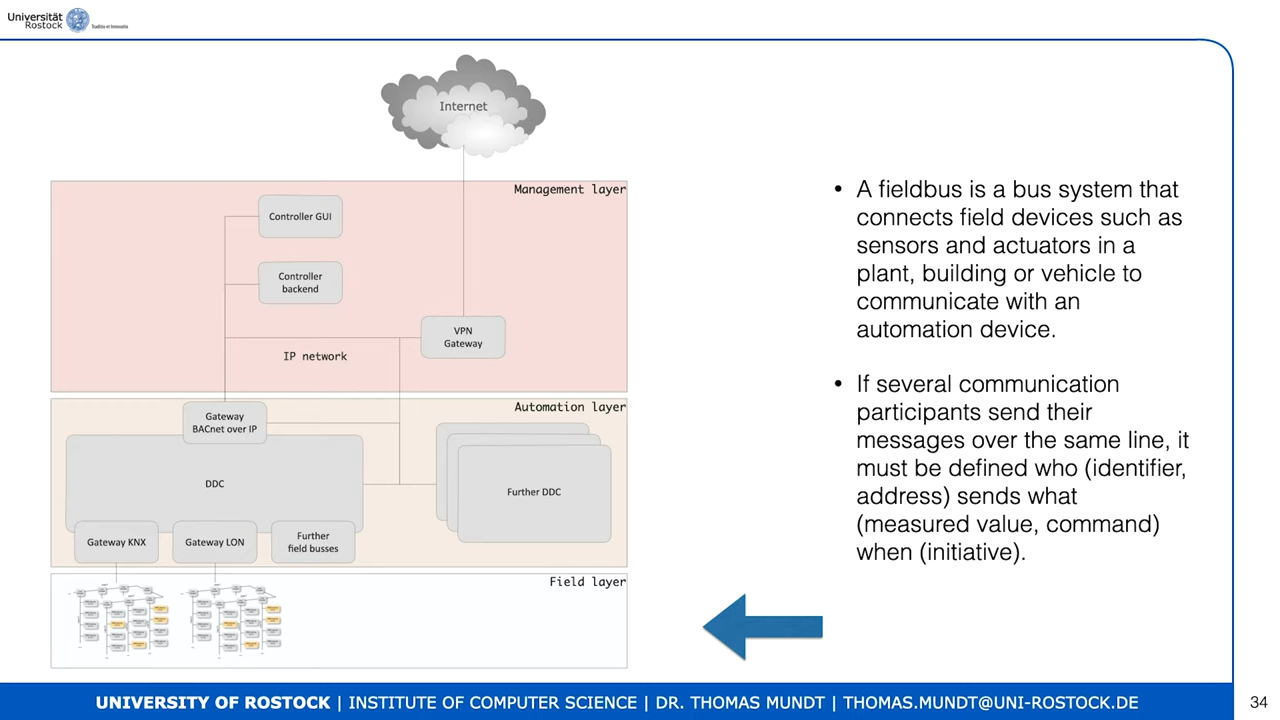 Universität
Rostock
Traditio et Innovatio
Internet
Management layer
Controller GUI
Controller
backend
VPN
Gateway
IP network
Automation layer
Gateway
BACnet over IP
DDC
Further DDC
Gateway KNX
Gateway LON
Further
field busses
Field layer
• A fieldbus is a bus system that
connects field devices such as
sensors and actuators in a
plant, building or vehicle to
communicate with an
automation device.
• If several communication
participants send their
messages over the same line, it
must be defined who (identifier,
address) sends what
(measured value, command)
when (initiative).
UNIVERSITY OF ROSTOCK | INSTITUTE OF COMPUTER SCIENCE | DR. THOMAS MUNDT | THOMAS.MUNDT@UNI-ROSTOCK.DE
34